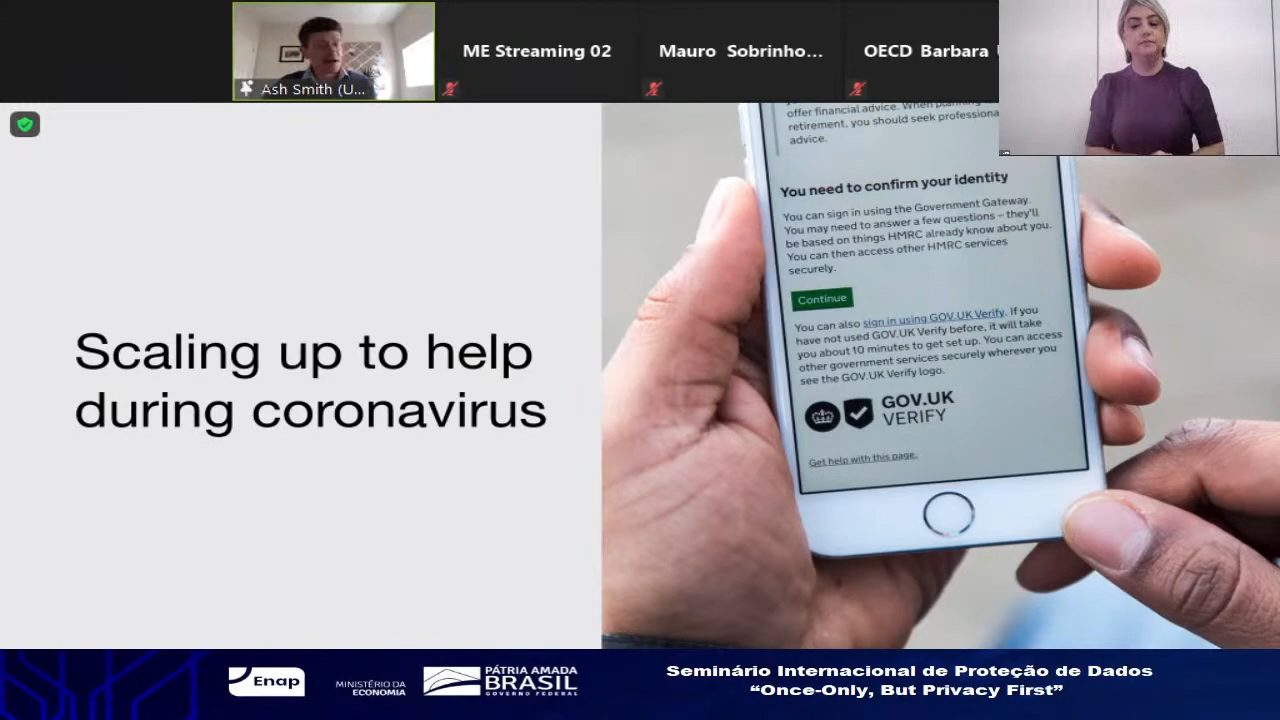 Ash Smith (U...
ME Streaming 02
Mauro Sobrinho...
OECD Barbara
offer financial advice. When planning
retirement, you should seek professiona
advice.
You need to confirm your identity
You can sign in using the Government Gateway.
You may need to answer a few questions – they'll
be based on things HMRC already know about you.
You can then access other HMRC services
securely.
Continue
You can also sign in using GOV.UK Verify. If you
have not used GOV.UK Verify before, it will take
you about 10 minutes to get set up. You can access
other government services securely wherever you
see the GOV.UK Verify logo.
GOV.UK
VERIFY
Get help with this page.
Scaling up to help
during coronavirus
Enap
MINISTÉRIO DA
ECONOMIA
PÁTRIA AMADA
BRASIL
GOVERNO FEDERAL
Seminário Internacional de Proteção de Dados
“Once-Only, But Privacy First”